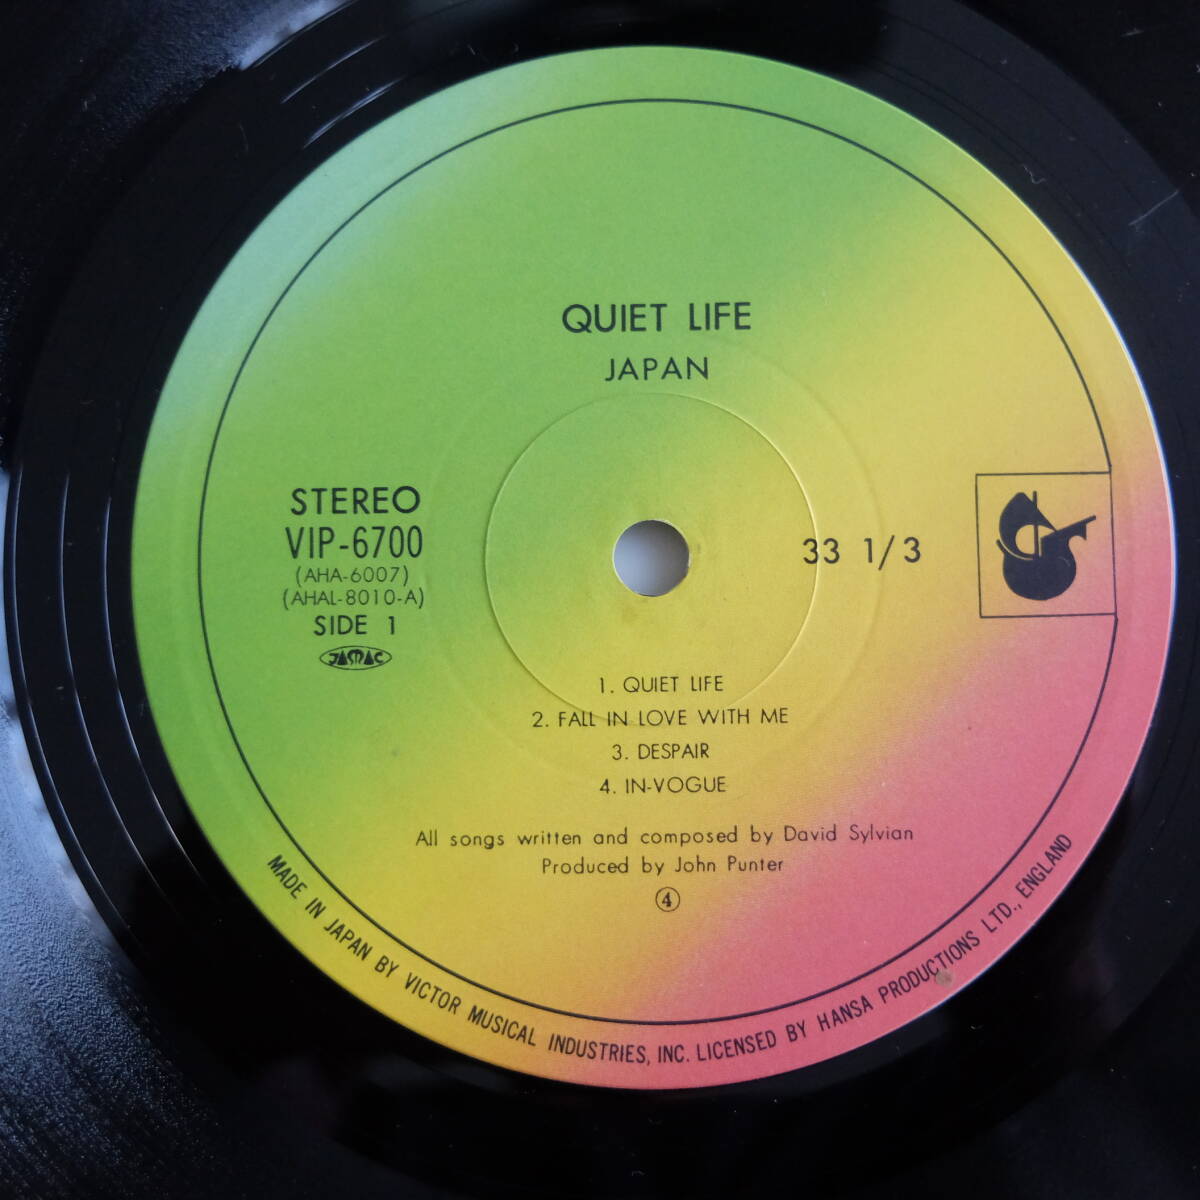 QUIET LIFE
JAPAN
STEREO
VIP-6700
(AHA-6007)
(AHAL-8010-A)
SIDE 1
JASRAC
33 1/3
1. QUIET LIFE
2. FALL IN LOVE WITH ME
3. DESPAIR
4. IN-VOGUE
All songs written and composed by David Sylvian
Produced by John Punter
④
MADE IN JAPAN BY VICTOR MUSICAL INDUSTRIES, INC. LICENSED BY HANSA PRODUCTIONS LTD., ENGLAND